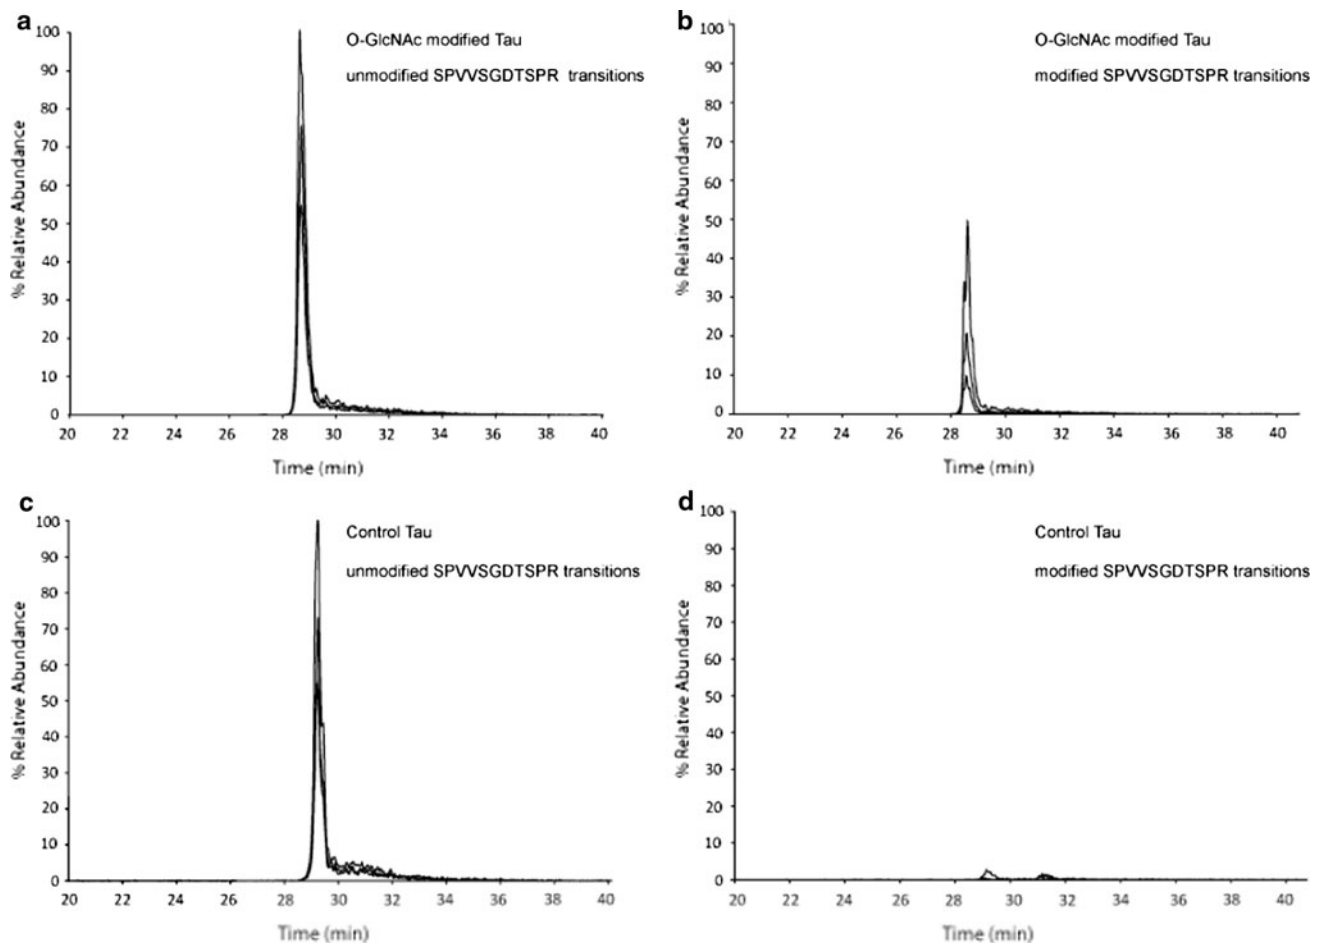 a
O-GlcNAc modified Tau
unmodified SPVVSGDTSPR transitions
% Relative Abundance
100
90
80
70
60
50
40
30
20
10
0
20 22 24 26 28 30 32 34 36 38 40
Time (min)
b
O-GlcNAc modified Tau
modified SPVVSGDTSPR transitions
% Relative Abundance
100
90
80
70
60
50
40
30
20
10
0
20 22 24 26 28 30 32 34 36 38 40
Time (min)
c
Control Tau
unmodified SPVVSGDTSPR transitions
% Relative Abundance
100
90
80
70
60
50
40
30
20
10
0
20 22 24 26 28 30 32 34 36 38 40
Time (min)
d
Control Tau
modified SPVVSGDTSPR transitions
% Relative Abundance
100
90
80
70
60
50
40
30
20
10
0
20 22 24 26 28 30 32 34 36 38 40
Time (min)